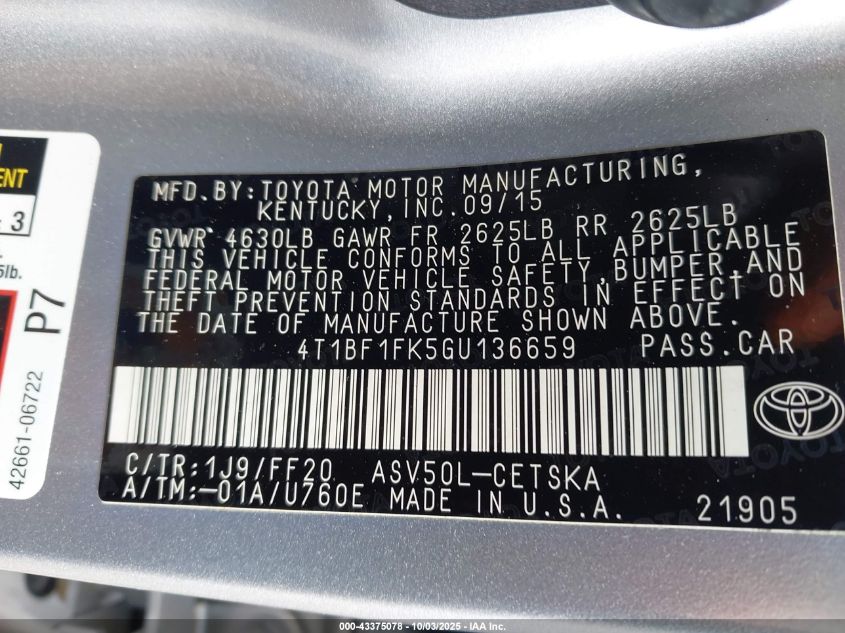 MFD.BY:TOYOTA MOTOR MANUFACTURING,
KENTUCKY, INC. 09/15
GVWR 4630LB GAWR FR 2625LB RR 2625LB
THIS VEHICLE CONFORMS TO ALL APPLICABLE
FEDERAL MOTOR VEHICLE SAFETY, BUMPER, AND
THEFT PREVENTION STANDARDS IN EFFECT ON
THE DATE OF MANUFACTURE SHOWN ABOVE.
4T1BF1FK5GU136659 PASS.CAR
C/TR:1J9/FF20 ASV50L-CETSKA
A/TM:-01A/U760E MADE IN U.S.A. 21905
3
5lb.
P7
42661-06722
000-43375078 - 10/03/2025 - IAA Inc.